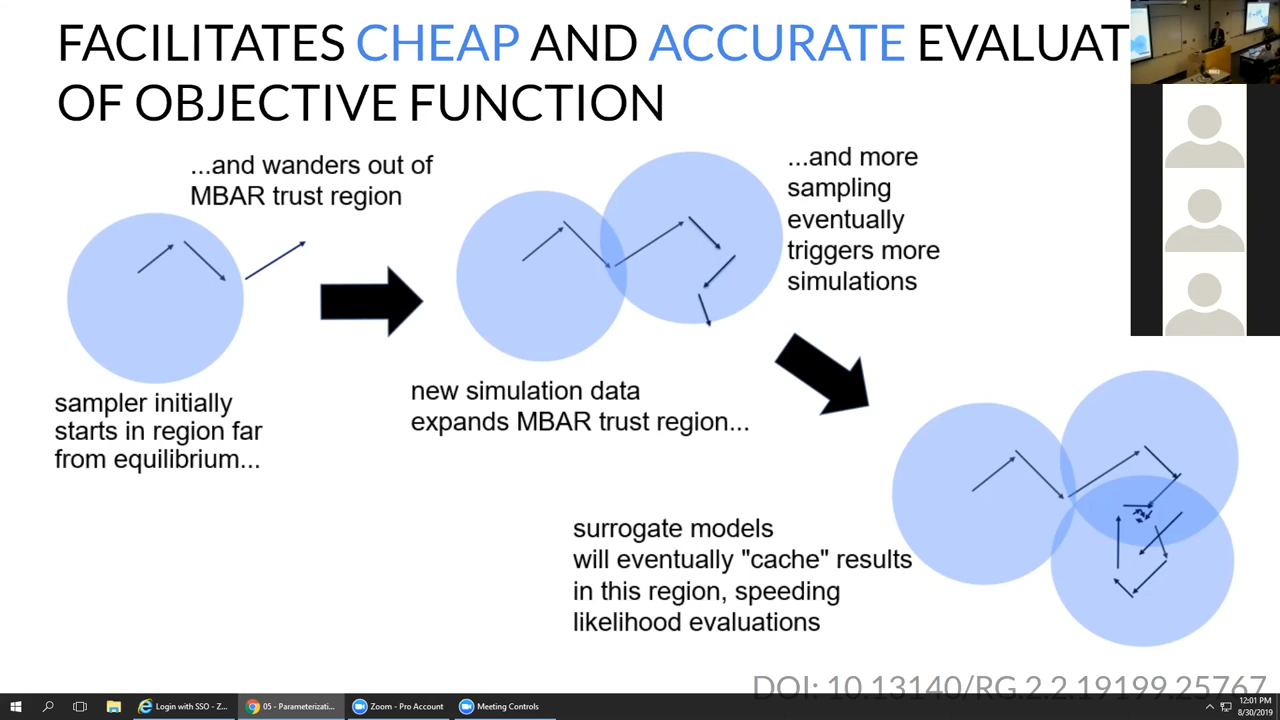 FACILITATES CHEAP AND ACCURATE EVALUAT
OF OBJECTIVE FUNCTION
...and wanders out of
MBAR trust region
...and more
sampling
eventually
triggers more
simulations
sampler initially
starts in region far
from equilibrium...
new simulation data
expands MBAR trust region...
surrogate models
will eventually "cache" results
in this region, speeding
likelihood evaluations
DOI: 10.13140/RG.2.2.19199.25767
Login with SSO - Z...
05 - Parameterizati...
Zoom - Pro Account
Meeting Controls
12:01 PM
8/30/2019